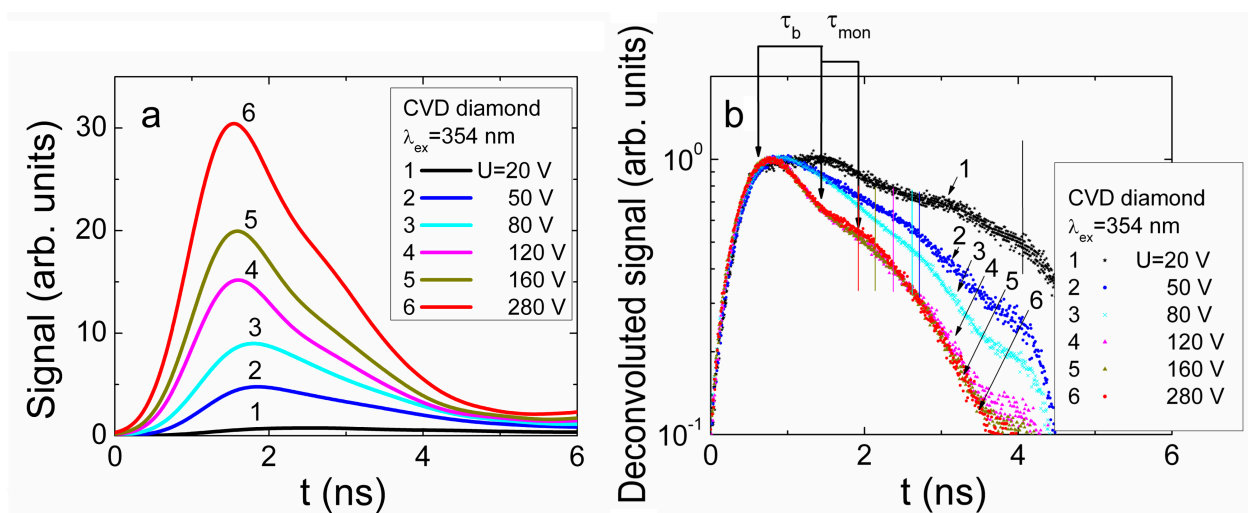 a
Signal (arb. units)
30
20
10
0
0
2
4
6
t (ns)
1
2
3
4
5
6
CVD diamond
λex=354 nm
1 U=20 V
2 50 V
3 80 V
4 120 V
5 160 V
6 280 V
τb
τmon
b
Deconvoluted signal (arb. units)
10^0
10^-1
0
2
4
6
t (ns)
1
2
3
4
5
6
CVD diamond
λex=354 nm
1 U=20 V
2 50 V
3 80 V
4 120 V
5 160 V
6 280 V